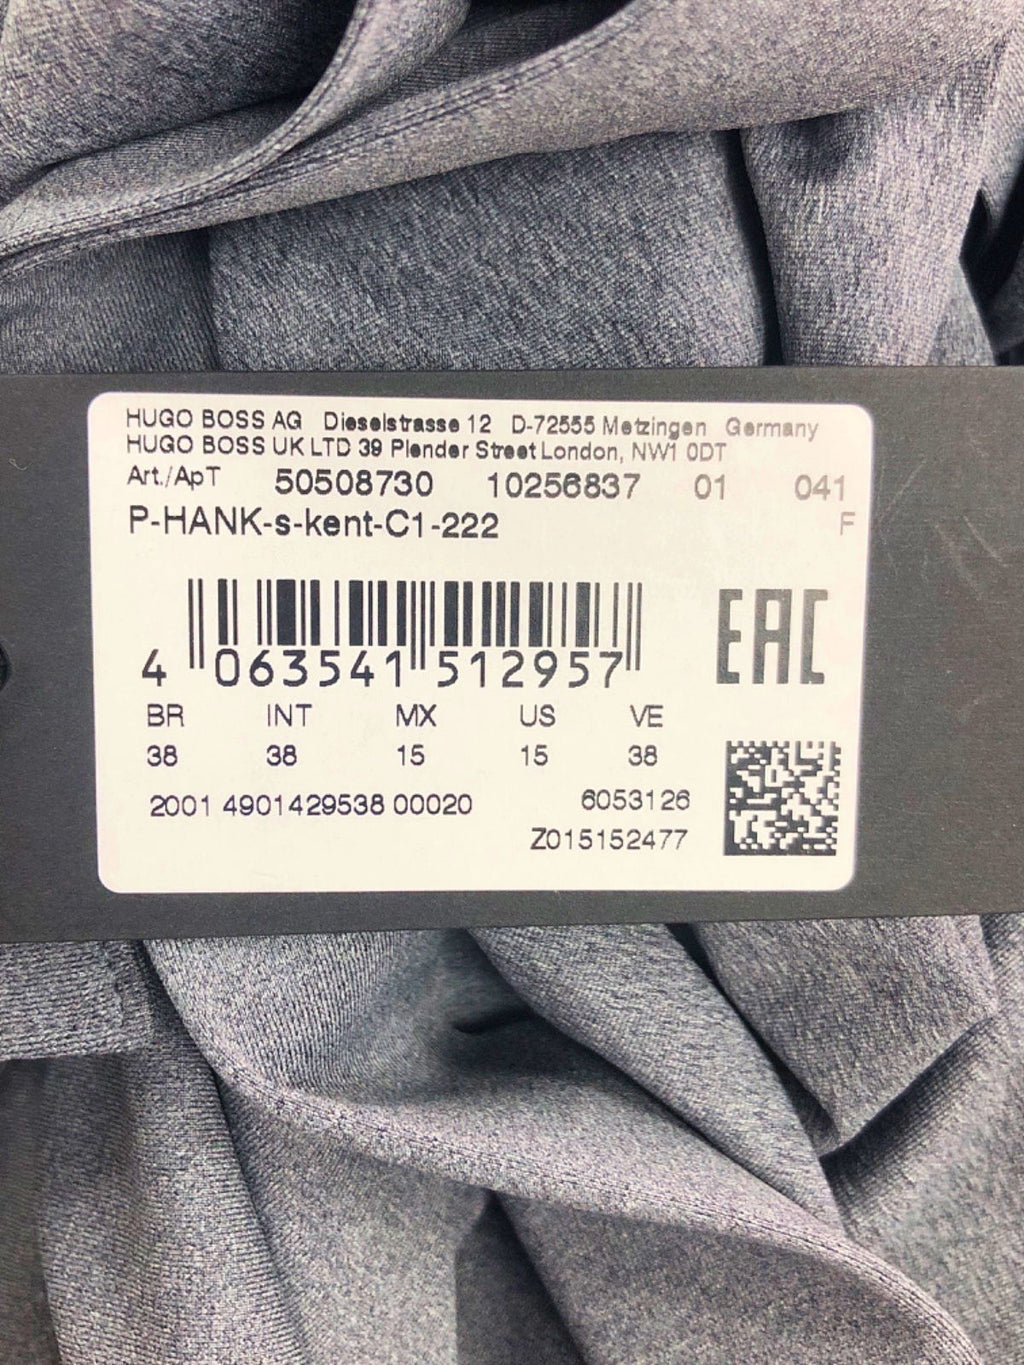 HUGO BOSS AG Dieselstrasse 12 D-72555 Metzingen Germany
HUGO BOSS UK LTD 39 Plender Street London, NW1 0DT
Art./ApT 50508730 10256837 01 041
P-HANK-s-kent-C1-222 F
EAC
4 063541 512957
BR INT MX US VE
38 38 15 15 38
2001 4901429538 00020 6053126
Z015152477